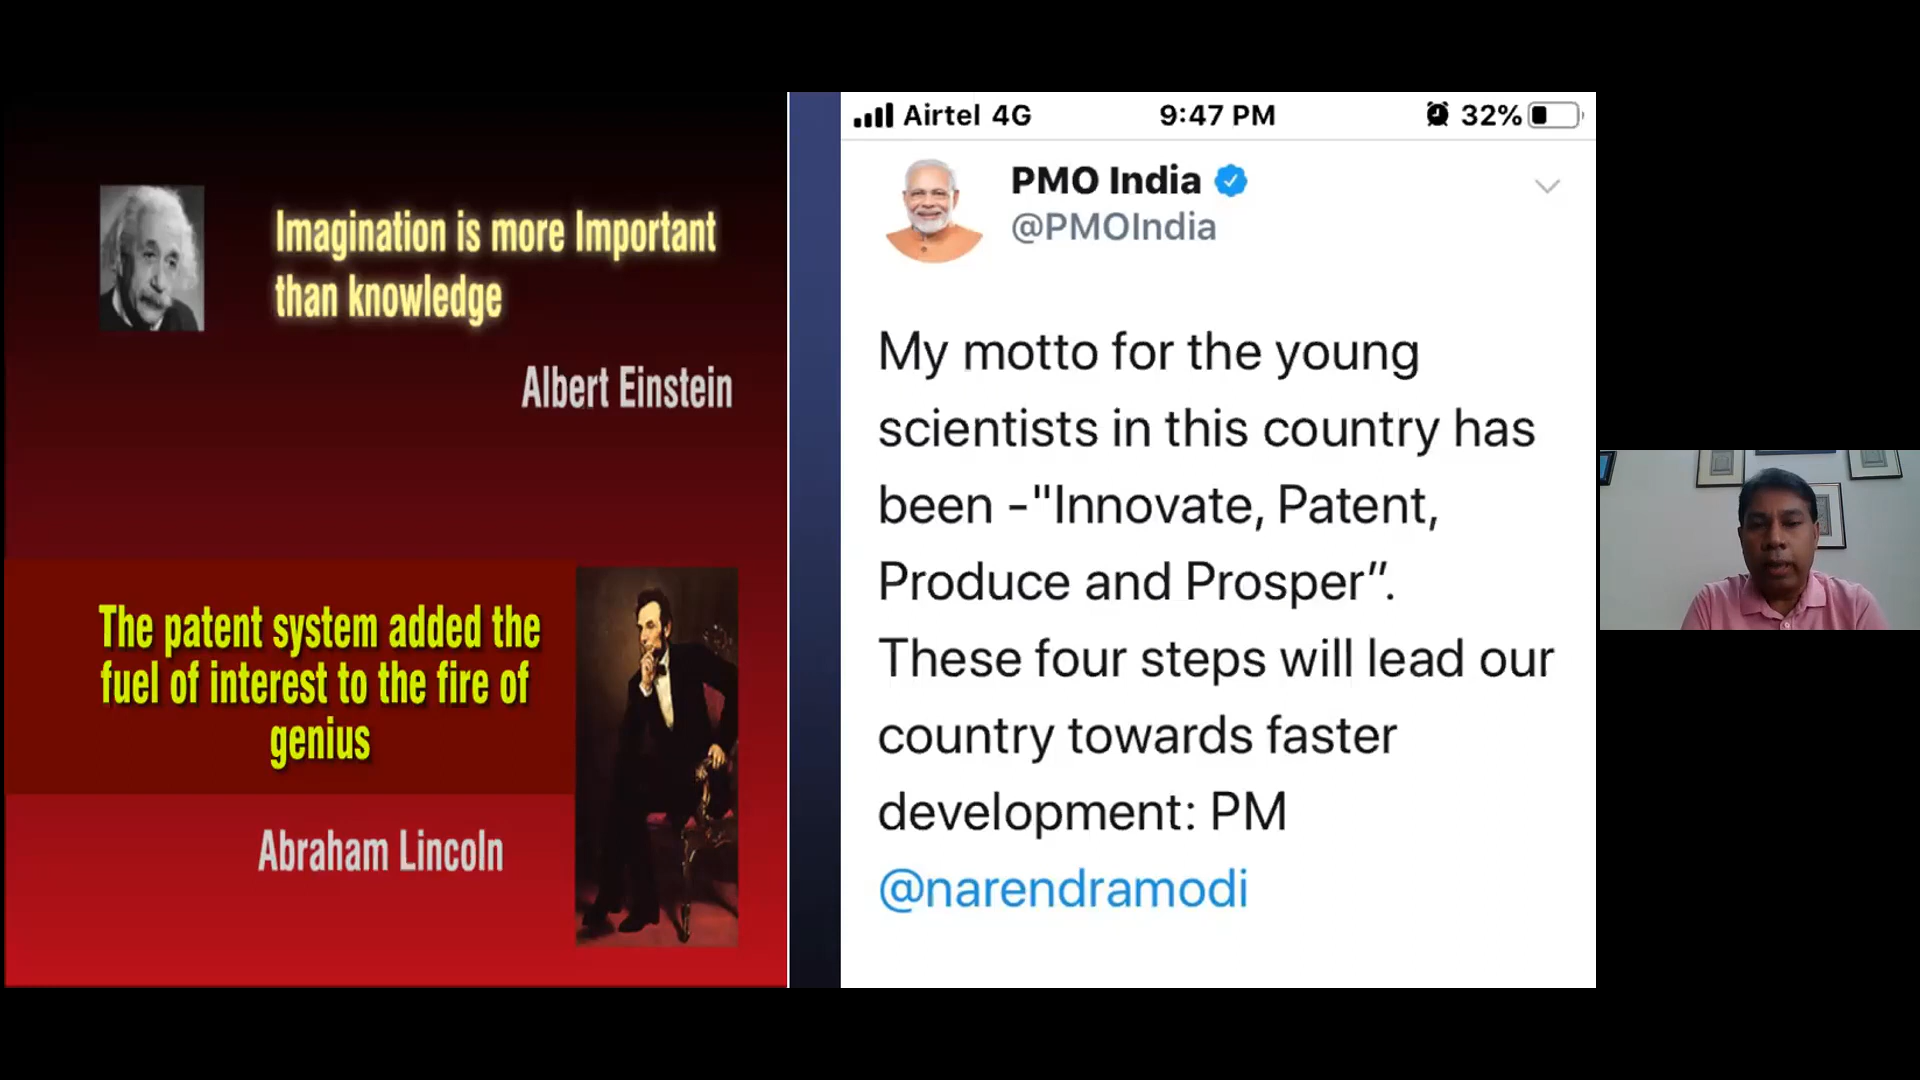 Imagination is more Important
than knowledge
Albert Einstein
The patent system added the
fuel of interest to the fire of
genius
Abraham Lincoln
Airtel 4G 9:47 PM 32%
PMO India
@PMOIndia
My motto for the young
scientists in this country has
been -"Innovate, Patent,
Produce and Prosper”.
These four steps will lead our
country towards faster
development: PM
@narendramodi